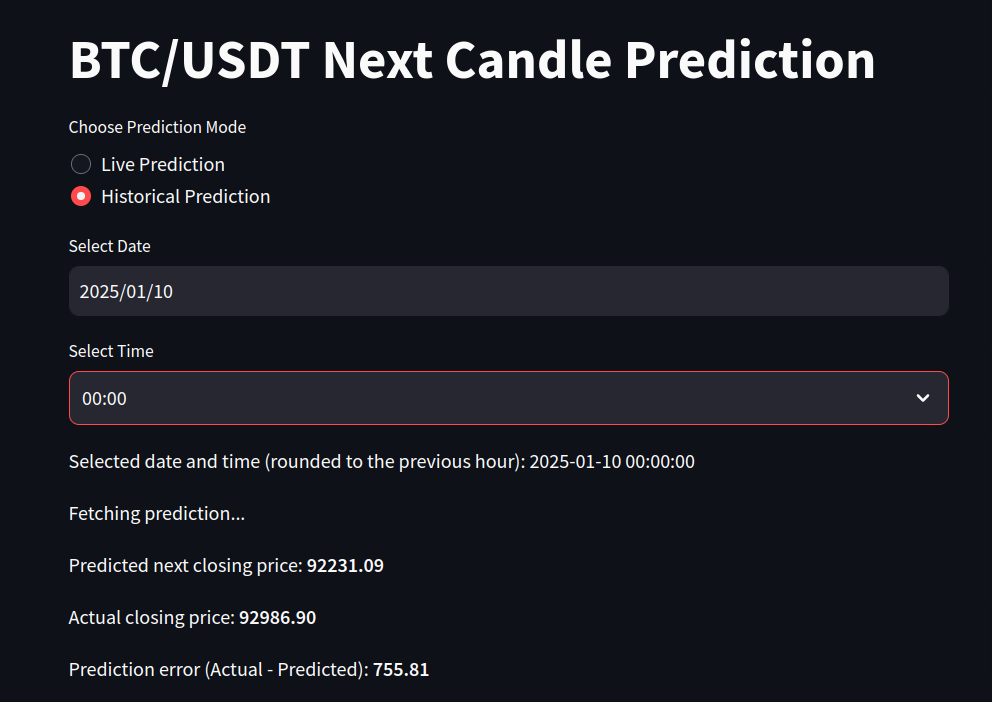 BTC/USDT Next Candle Prediction
Choose Prediction Mode
Live Prediction
Historical Prediction
Select Date
2025/01/10
Select Time
00:00
Selected date and time (rounded to the previous hour): 2025-01-10 00:00:00
Fetching prediction...
Predicted next closing price: 92231.09
Actual closing price: 92986.90
Prediction error (Actual - Predicted): 755.81